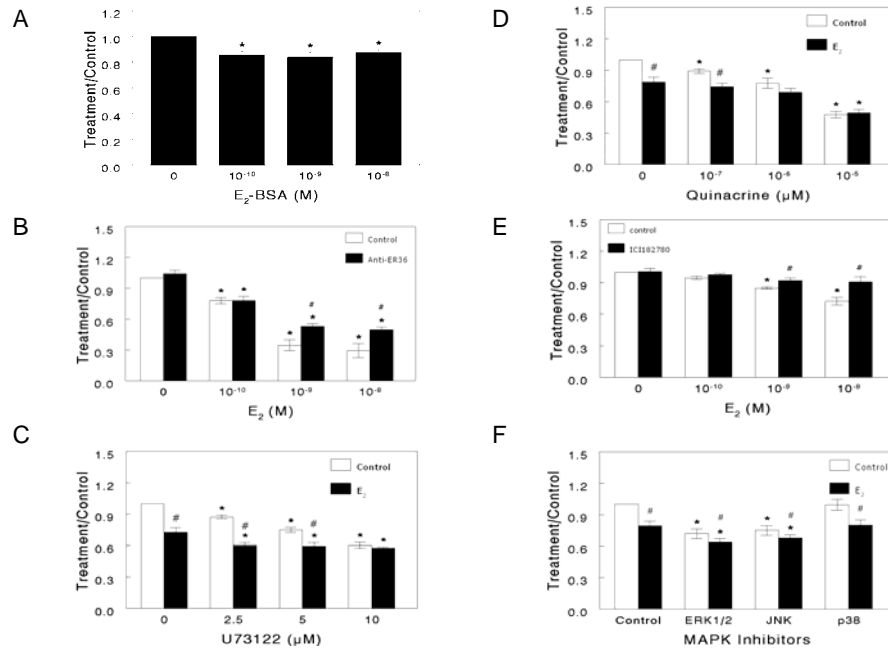 A
Treatment/Control
1.2
1.0
0.8
0.6
0.4
0.2
0.0
* * *
0 10⁻¹⁰ 10⁻⁹ 10⁻⁸
E₂-BSA (M)
B
Treatment/Control
1.5
1.2
0.9
0.6
0.3
0.0
Control
Anti-ER36
* * * # * * # *
0 10⁻¹⁰ 10⁻⁹ 10⁻⁸
E₂ (M)
C
Treatment/Control
1.5
1.2
0.9
0.6
0.3
0.0
Control
E₂
# * # * * # * * *
0 2.5 5 10
U73122 (µM)
D
Treatment/Control
1.5
1.2
0.9
0.6
0.3
0.0
Control
E₂
# * # * * *
0 10⁻⁷ 10⁻⁶ 10⁻⁵
Quinacrine (µM)
E
Treatment/Control
1.5
1.2
0.9
0.6
0.3
0.0
control
ICI182780
* # * #
0 10⁻¹⁰ 10⁻⁹
E₂ (M)
F
Treatment/Control
1.5
1.2
0.9
0.6
0.3
0.0
Control
E₂
# * # * * # * #
Control ERK1/2 JNK p38
MAPK Inhibitors